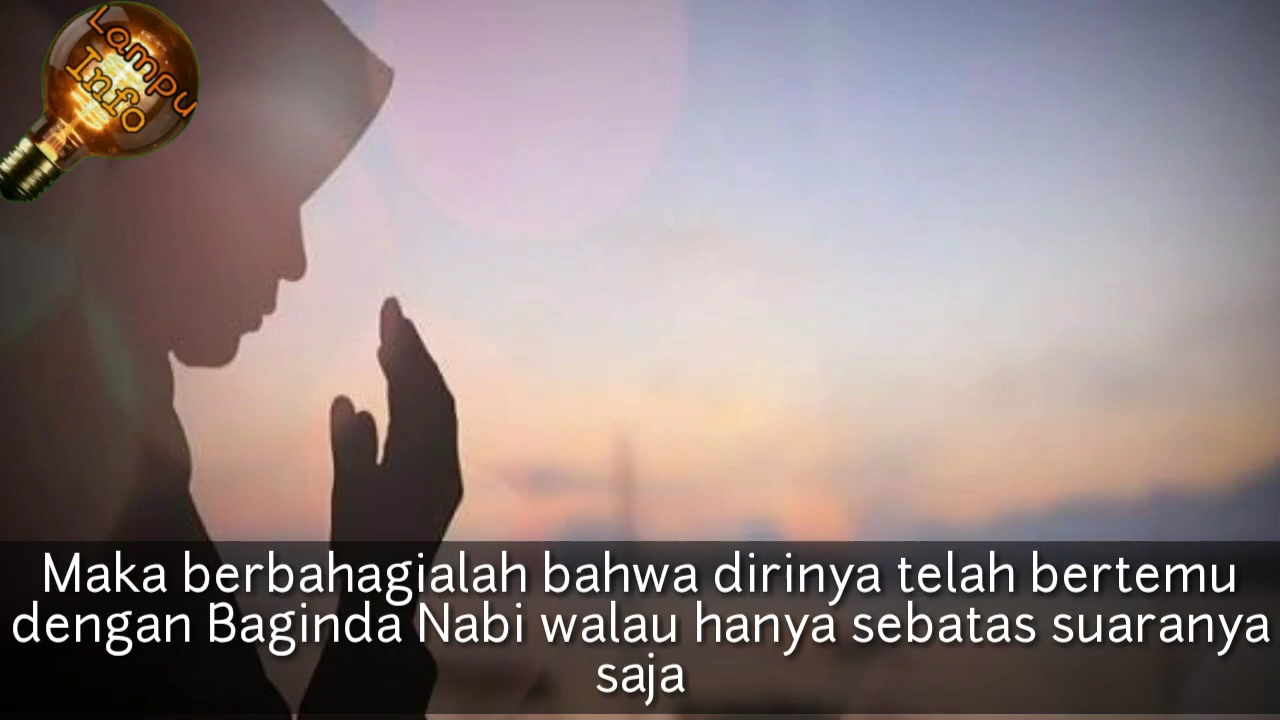 Lampu
Info
Maka berbahagialah bahwa dirinya telah bertemu
dengan Baginda Nabi walau hanya sebatas suaranya
saja